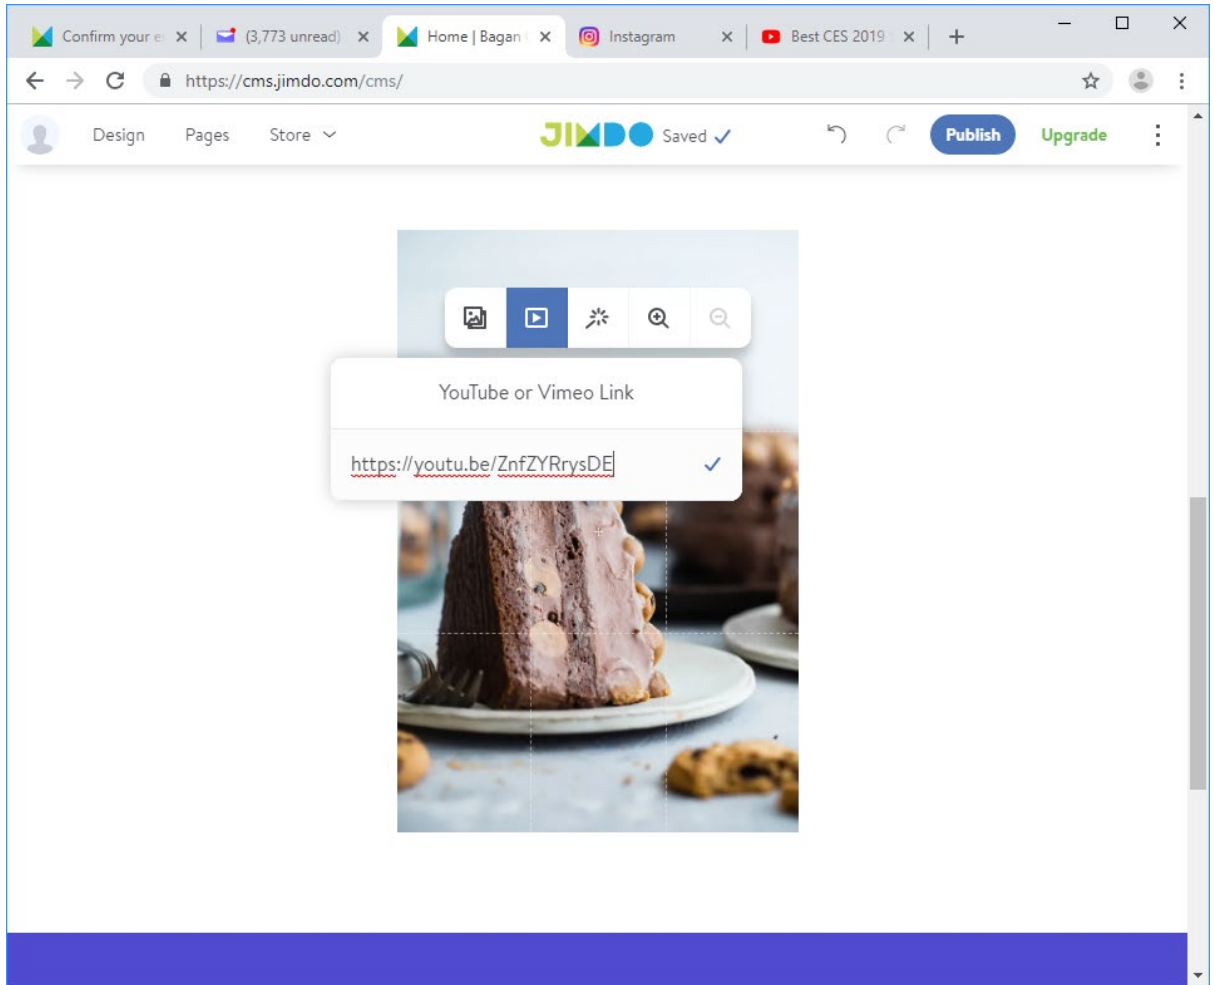 Confirm your e
(3,773 unread)
Home | Bagan
Instagram
Best CES 2019
https://cms.jimdo.com/cms/
Design
Pages
Store
JIMDO
Saved
Publish
Upgrade
YouTube or Vimeo Link
https://youtu.be/ZnfZYRrysDE